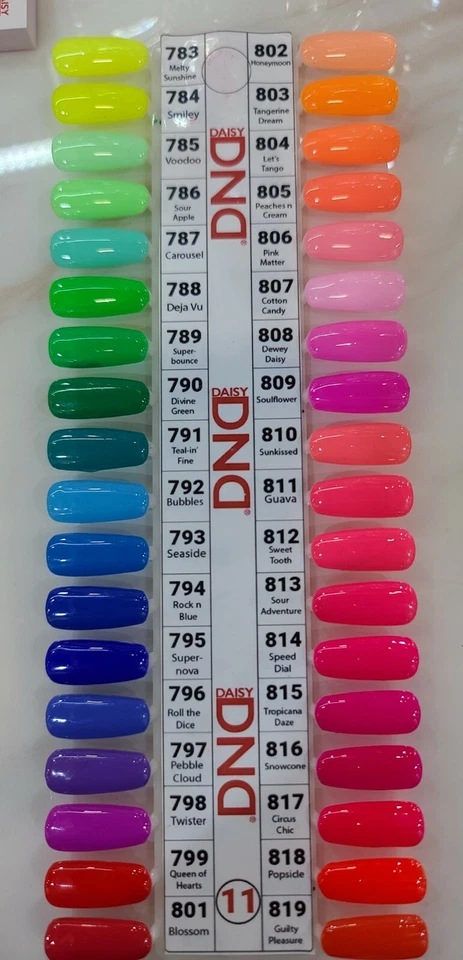 783
Melty
Sunshine
784
Smiley
785
Voodoo
786
Sour
Apple
787
Carousel
788
Deja Vu
789
Super-
bounce
790
Divine
Green
791
Teal-in'
Fine
792
Bubbles
793
Seaside
794
Rock n
Blue
795
Super-
nova
796
Roll the
Dice
797
Pebble
Cloud
798
Twister
799
Queen of
Hearts
801
Blossom
DAISY
DND
®
DAISY
DND
®
DAISY
DND
®
11
802
Honeymoon
803
Tangerine
Dream
804
Let's
Tango
805
Peaches n
Cream
806
Pink
Matter
807
Cotton
Candy
808
Dewey
Daisy
809
Soulflower
810
Sunkissed
811
Guava
812
Sweet
Tooth
813
Sour
Adventure
814
Speed
Dial
815
Tropicana
Daze
816
Snowcone
817
Circus
Chic
818
Popside
819
Guilty
Pleasure